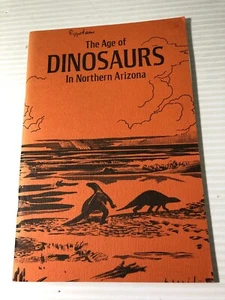 The Age of
DINOSAURS
In Northern Arizona